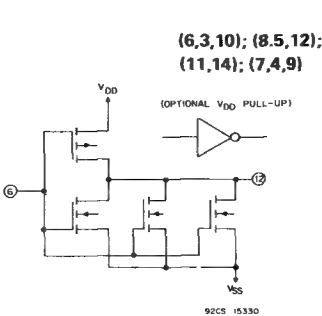 (6,3,10); (8.5,12);
(11,14); (7,4,9)
VDD
(OPTIONAL VDD PULL-UP)
6
12
VSS
92CS 15330